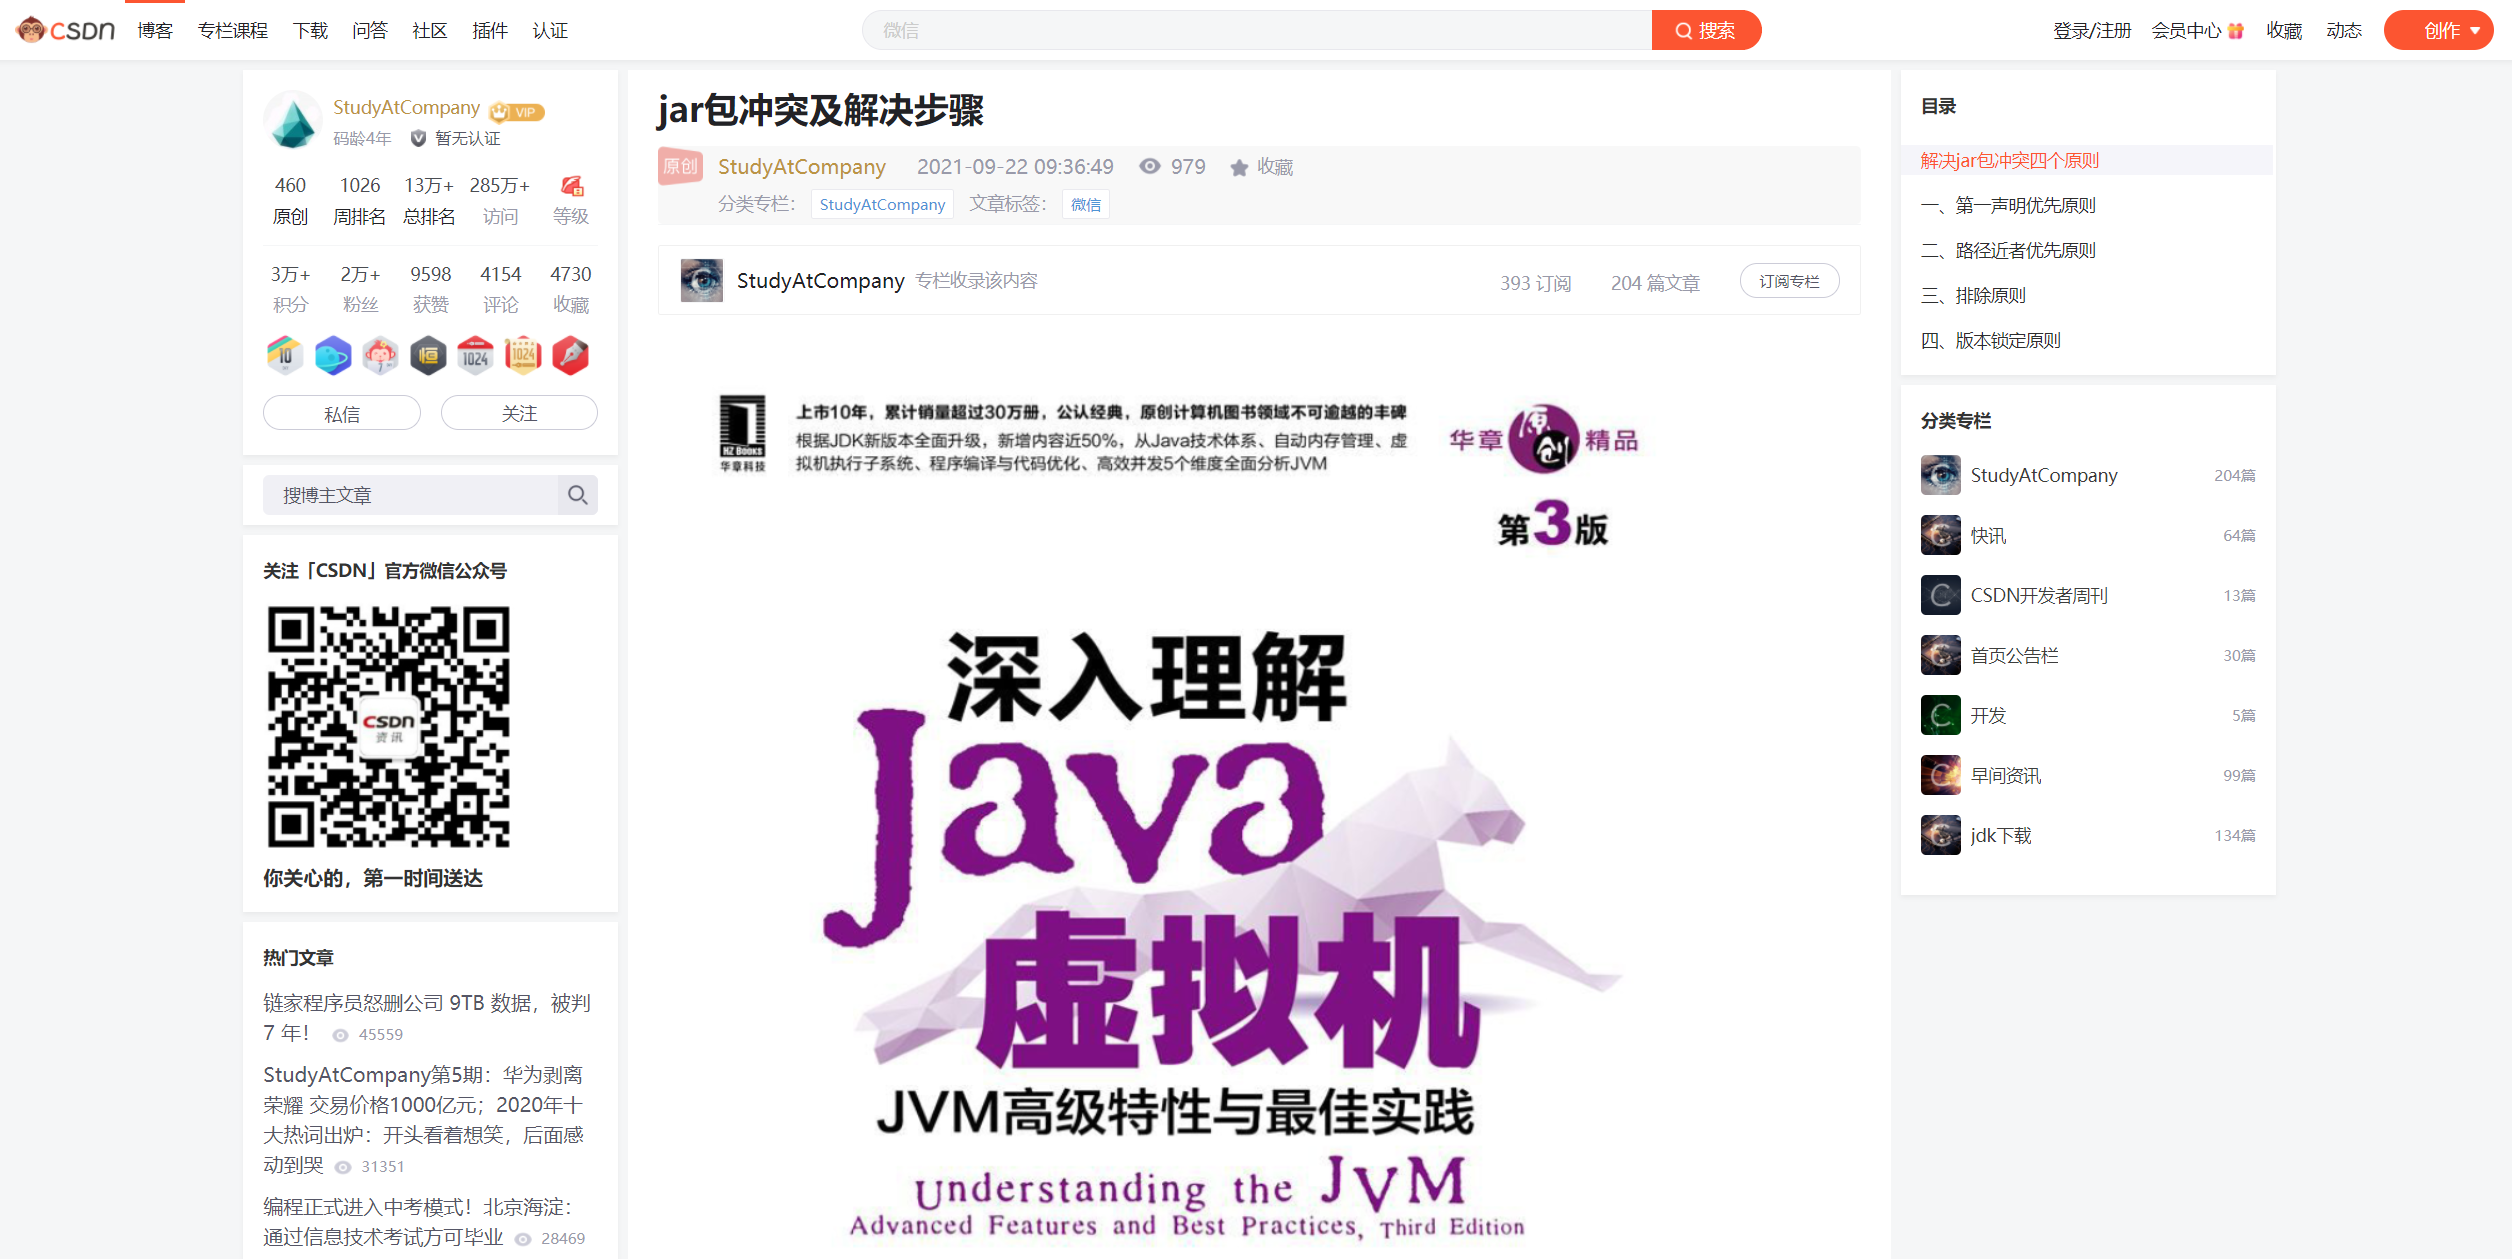 CSDN 博客 专栏课程 下载 问答 社区 插件 认证 微信 搜索 登录/注册 会员中心 收藏 动态 创作
StudyAtCompany VIP
码龄4年 暂无认证
460 1026 13万+ 285万+
原创 周排名 总排名 访问 等级
3万+ 2万+ 9598 4154 4730
积分 粉丝 获赞 评论 收藏
10 7 1024 1024
私信 关注
搜博主文章
关注「CSDN」官方微信公众号
CSDN
资讯
你关心的，第一时间送达
热门文章
链家程序员怒删公司 9TB 数据，被判
7 年！ 45559
StudyAtCompany第5期：华为剥离
荣耀 交易价格1000亿元；2020年十
大热词出炉：开头看着想笑，后面感
动到哭 31351
编程正式进入中考模式！北京海淀：
通过信息技术考试方可毕业 28469
jar包冲突及解决步骤
原创 StudyAtCompany 2021-09-22 09:36:49 979 收藏
分类专栏： StudyAtCompany 文章标签： 微信
StudyAtCompany 专栏收录该内容 393 订阅 204 篇文章 订阅专栏
HZ Books
华章科技
上市10年，累计销量超过30万册，公认经典，原创计算机图书领域不可逾越的丰碑
根据JDK新版本全面升级，新增内容近50%，从Java技术体系、自动内存管理、虚
拟机执行子系统、程序编译与代码优化、高效并发5个维度全面分析JVM
华章原创精品
第3版
深入理解
Java
虚拟机
JVM高级特性与最佳实践
Understanding the JVM
Advanced Features and Best Practices, Third Edition
目录
解决jar包冲突四个原则
一、第一声明优先原则
二、路径近者优先原则
三、排除原则
四、版本锁定原则
分类专栏
StudyAtCompany 204篇
快讯 64篇
C CSDN开发者周刊 13篇
首页公告栏 30篇
C 开发 5篇
C 早间资讯 99篇
jdk下载 134篇